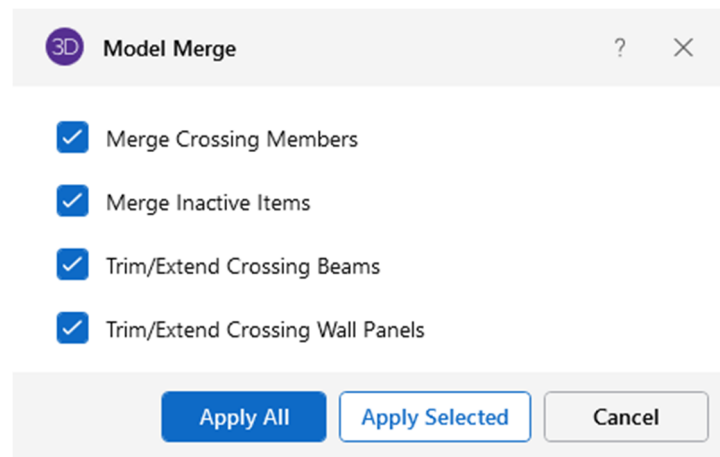 3D Model Merge ?
Merge Crossing Members
Merge Inactive Items
Trim/Extend Crossing Beams
Trim/Extend Crossing Wall Panels
Apply All Apply Selected Cancel